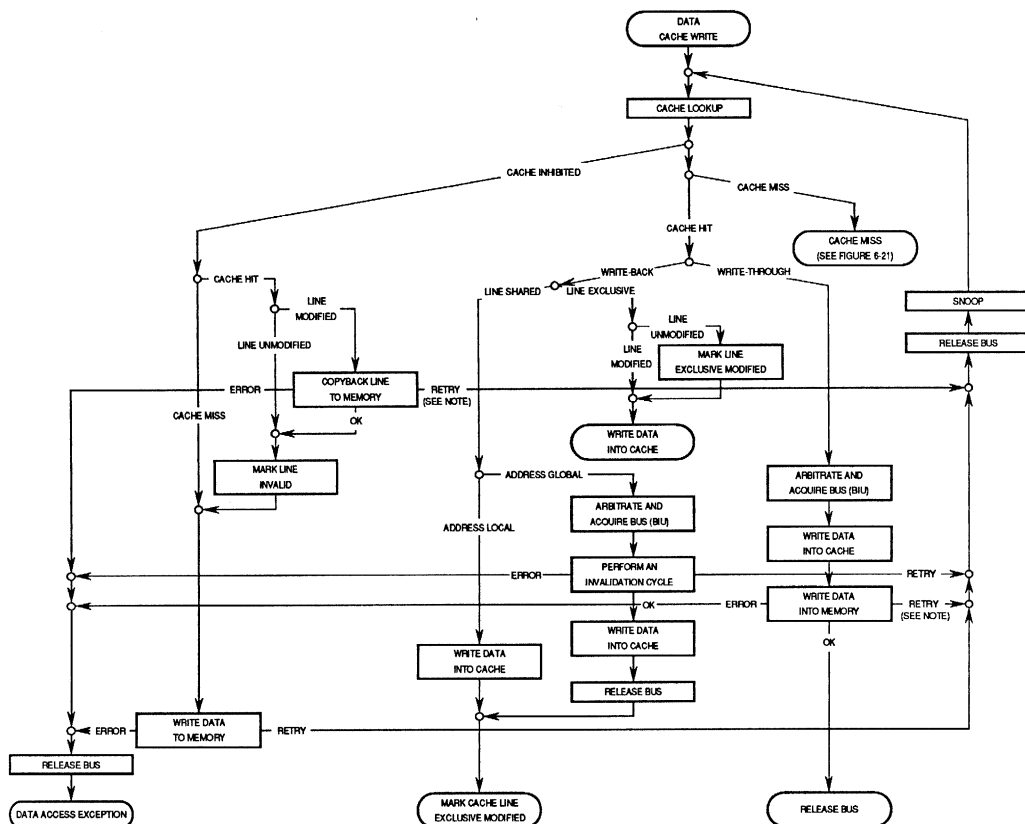 DATA
CACHE WRITE
CACHE LOOKUP
CACHE INHIBITED
CACHE MISS
CACHE HIT
CACHE MISS
(SEE FIGURE 6-21)
CACHE HIT
WRITE-BACK
WRITE-THROUGH
LINE SHARED
LINE EXCLUSIVE
LINE
MODIFIED
LINE UNMODIFIED
LINE
UNMODIFIED
LINE
MODIFIED
MARK LINE
EXCLUSIVE MODIFIED
SNOOP
RELEASE BUS
ERROR
COPYBACK LINE
TO MEMORY
RETRY
(SEE NOTE)
OK
CACHE MISS
WRITE DATA
INTO CACHE
MARK LINE
INVALID
ADDRESS GLOBAL
ARBITRATE AND
ACQUIRE BUS (BIU)
ARBITRATE AND
ACQUIRE BUS (BIU)
ADDRESS LOCAL
WRITE DATA
INTO CACHE
ERROR
PERFORM AN
INVALIDATION CYCLE
RETRY
OK
ERROR
WRITE DATA
INTO MEMORY
RETRY
(SEE NOTE)
OK
WRITE DATA
INTO CACHE
WRITE DATA
INTO CACHE
RELEASE BUS
ERROR
WRITE DATA
TO MEMORY
RETRY
RELEASE BUS
DATA ACCESS EXCEPTION
MARK CACHE LINE
EXCLUSIVE MODIFIED
RELEASE BUS